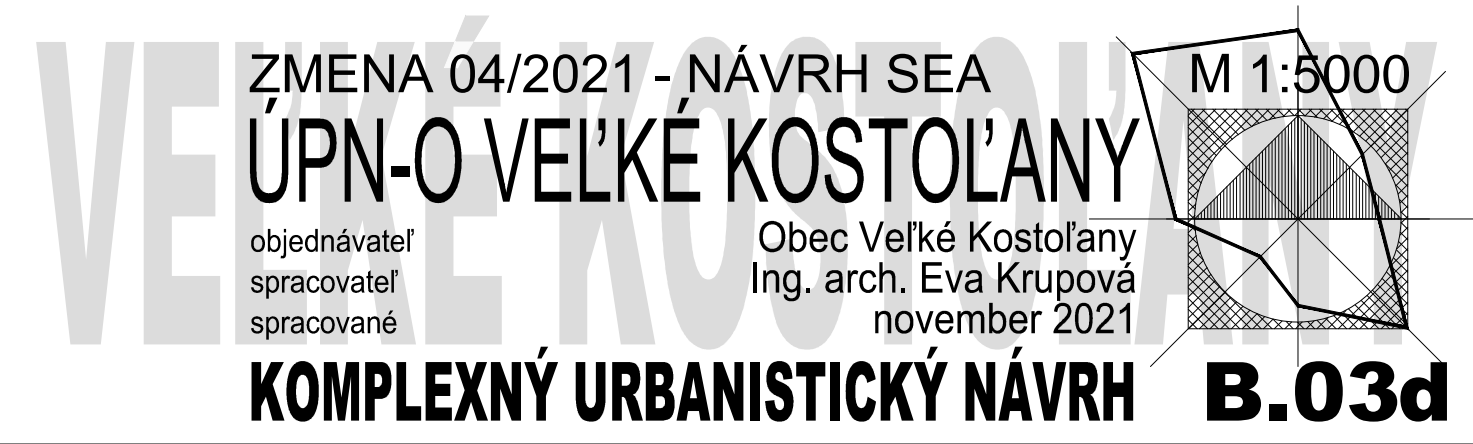 VEĽKÉ KOSTOĽANY
ZMENA 04/2021 - NÁVRH SEA
M 1:5000
ÚPN-O VEĽKÉ KOSTOĽANY
objednávateľ Obec Veľké Kostoľany
spracovateľ Ing. arch. Eva Krupová
spracované november 2021
KOMPLEXNÝ URBANISTICKÝ NÁVRH B.03d